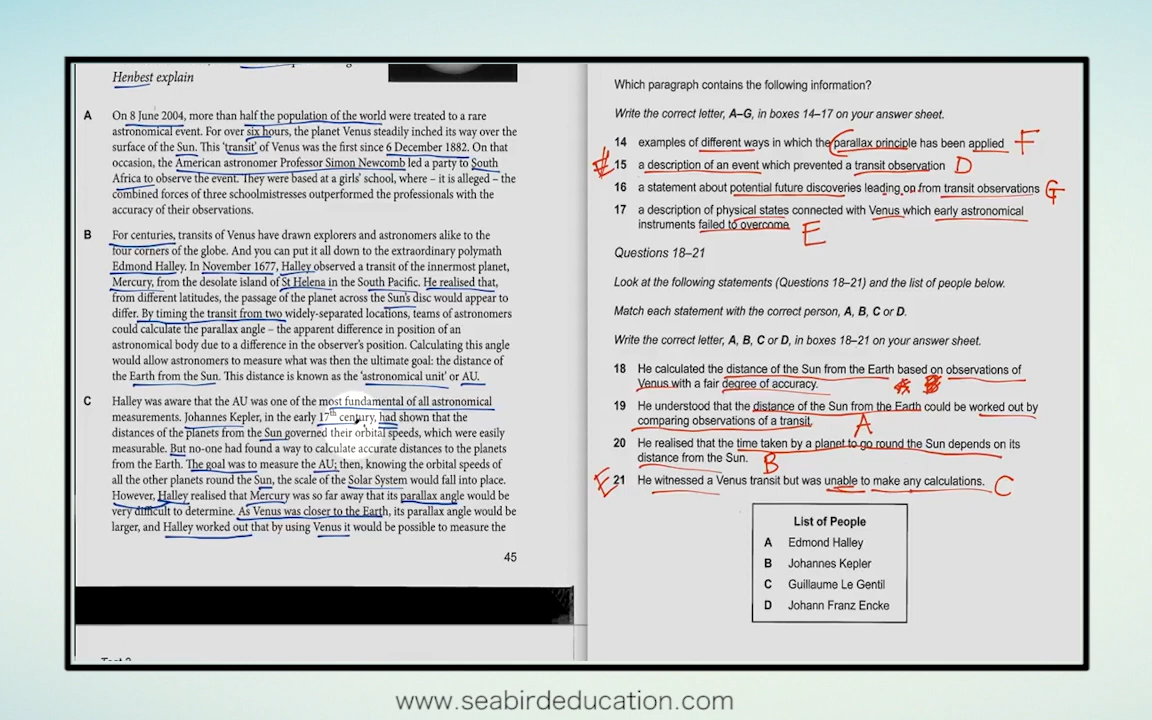 Henbest explain
A On 8 June 2004, more than half the population of the world were treated to a rare
astronomical event. For over six hours, the planet Venus steadily inched its way over the
surface of the Sun. This ‘transit’ of Venus was the first since 6 December 1882. On that
occasion, the American astronomer Professor Simon Newcomb led a party to South
Africa to observe the event. They were based at a girls’ school, where – it is alleged – the
combined forces of three schoolmistresses outperformed the professionals with the
accuracy of their observations.
B For centuries, transits of Venus have drawn explorers and astronomers alike to the
four corners of the globe. And you can put it all down to the extraordinary polymath
Edmond Halley. In November 1677, Halley observed a transit of the innermost planet,
Mercury, from the desolate island of St Helena in the South Pacific. He realised that,
from different latitudes, the passage of the planet across the Sun’s disc would appear to
differ. By timing the transit from two widely-separated locations, teams of astronomers
could calculate the parallax angle – the apparent difference in position of an
astronomical body due to a difference in the observer’s position. Calculating this angle
would allow astronomers to measure what was then the ultimate goal: the distance of
the Earth from the Sun. This distance is known as the ‘astronomical unit’ or AU.
C Halley was aware that the AU was one of the most fundamental of all astronomical
measurements. Johannes Kepler, in the early 17th century, had shown that the
distances of the planets from the Sun governed their orbital speeds, which were easily
measurable. But no-one had found a way to calculate accurate distances to the planets
from the Earth. The goal was to measure the AU; then, knowing the orbital speeds of
all the other planets round the Sun, the scale of the Solar System would fall into place.
However, Halley realised that Mercury was so far away that its parallax angle would be
very difficult to determine. As Venus was closer to the Earth, its parallax angle would be
larger, and Halley worked out that by using Venus it would be possible to measure the
45
Which paragraph contains the following information?
Write the correct letter, A–G, in boxes 14–17 on your answer sheet.
14 examples of different ways in which the parallax principle has been applied F
15 a description of an event which prevented a transit observation D
16 a statement about potential future discoveries leading on from transit observations G
17 a description of physical states connected with Venus which early astronomical
instruments failed to overcome E
Questions 18–21
Look at the following statements (Questions 18–21) and the list of people below.
Match each statement with the correct person, A, B, C or D.
Write the correct letter, A, B, C or D, in boxes 18–21 on your answer sheet.
18 He calculated the distance of the Sun from the Earth based on observations of
Venus with a fair degree of accuracy.
19 He understood that the distance of the Sun from the Earth could be worked out by
comparing observations of a transit. A
20 He realised that the time taken by a planet to go round the Sun depends on its
distance from the Sun. B
E 21 He witnessed a Venus transit but was unable to make any calculations. C
List of People
A Edmond Halley
B Johannes Kepler
C Guillaume Le Gentil
D Johann Franz Encke
www.seabirdeducation.com